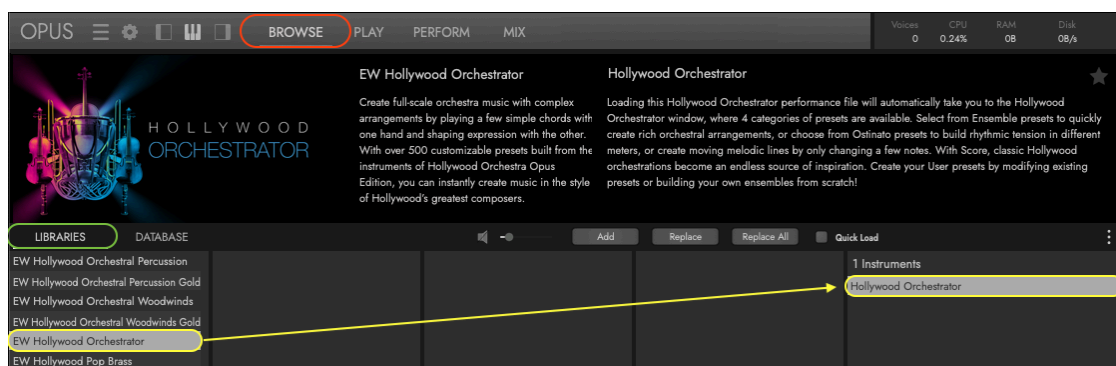 OPUS BROWSE PLAY PERFORM MIX
Voices CPU RAM Disk
0 0.24% 0B 0B/s
HOLLYWOOD
ORCHESTRATOR
EW Hollywood Orchestrator
Create full-scale orchestra music with complex
arrangements by playing a few simple chords with
one hand and shaping expression with the other.
With over 500 customizable presets built from the
instruments of Hollywood Orchestra Opus
Edition, you can instantly create music in the style
of Hollywood's greatest composers.
Hollywood Orchestrator
Loading this Hollywood Orchestrator performance file will automatically take you to the Hollywood
Orchestrator window, where 4 categories of presets are available. Select from Ensemble presets to quickly
create rich orchestral arrangements, or choose from Ostinato presets to build rhythmic tension in different
meters, or create moving melodic lines by only changing a few notes. With Score, classic Hollywood
orchestrations become an endless source of inspiration. Create your User presets by modifying existing
presets or building your own ensembles from scratch!
LIBRARIES DATABASE Add Replace Replace All Quick Load
EW Hollywood Orchestral Percussion
EW Hollywood Orchestral Percussion Gold
EW Hollywood Orchestral Woodwinds
EW Hollywood Orchestral Woodwinds Gold
EW Hollywood Orchestrator
EW Hollywood Pop Brass
1 Instruments
Hollywood Orchestrator